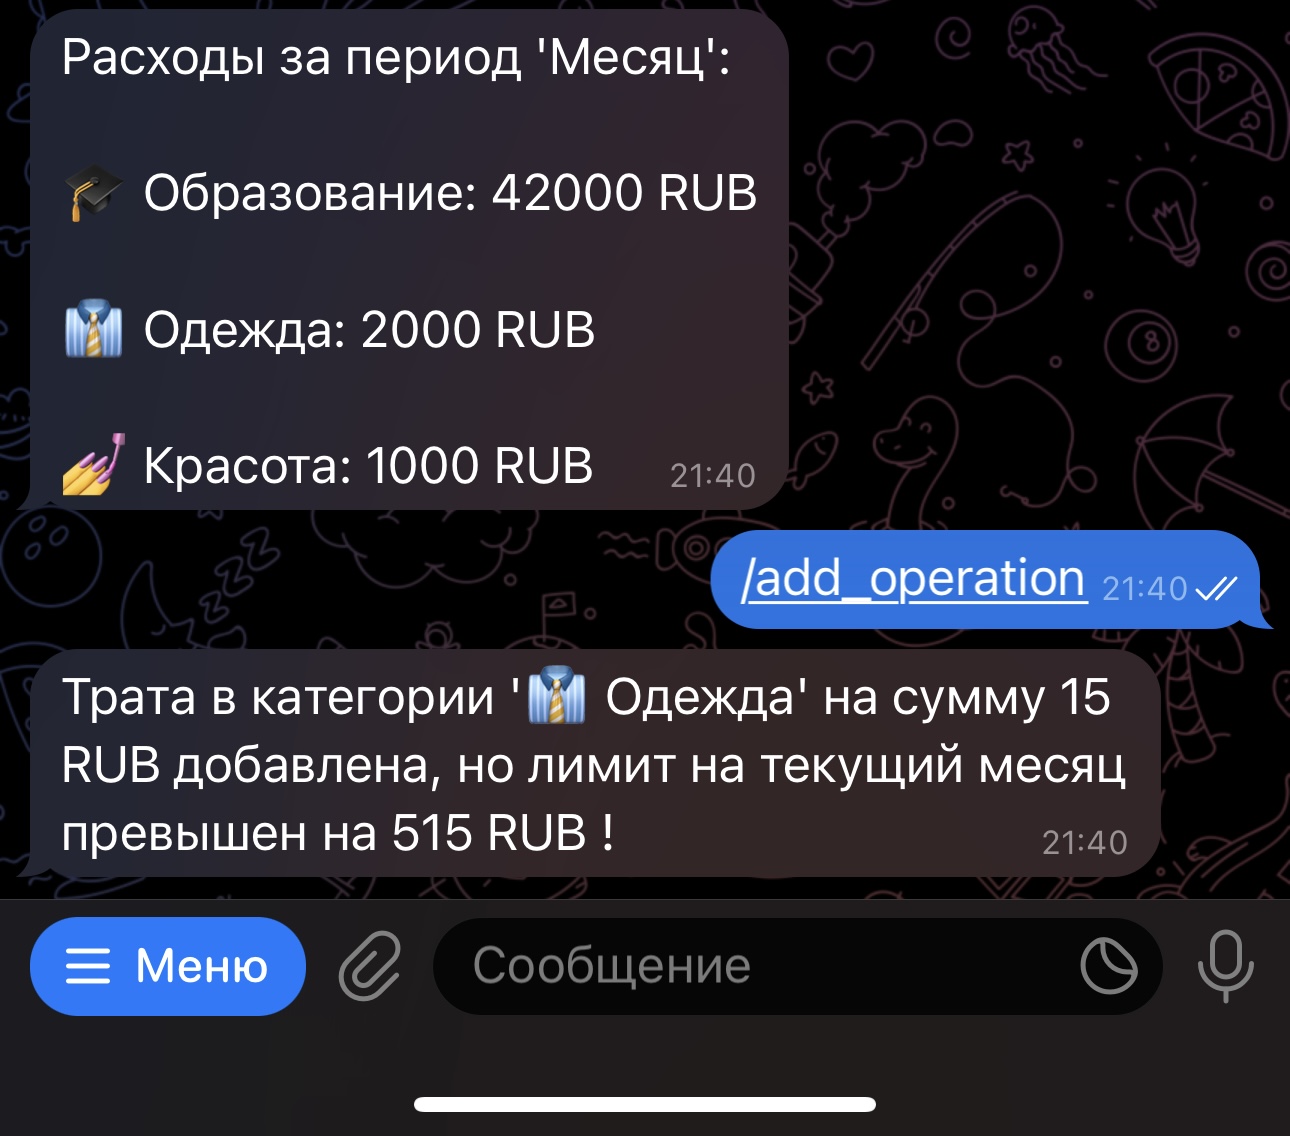 Расходы за период 'Месяц':
🎓 Образование: 42000 RUB
👔 Одежда: 2000 RUB
💅 Красота: 1000 RUB
21:40
/add_operation 21:40
Трата в категории '👔 Одежда' на сумму 15
RUB добавлена, но лимит на текущий месяц
превышен на 515 RUB !
21:40
Меню
Сообщение